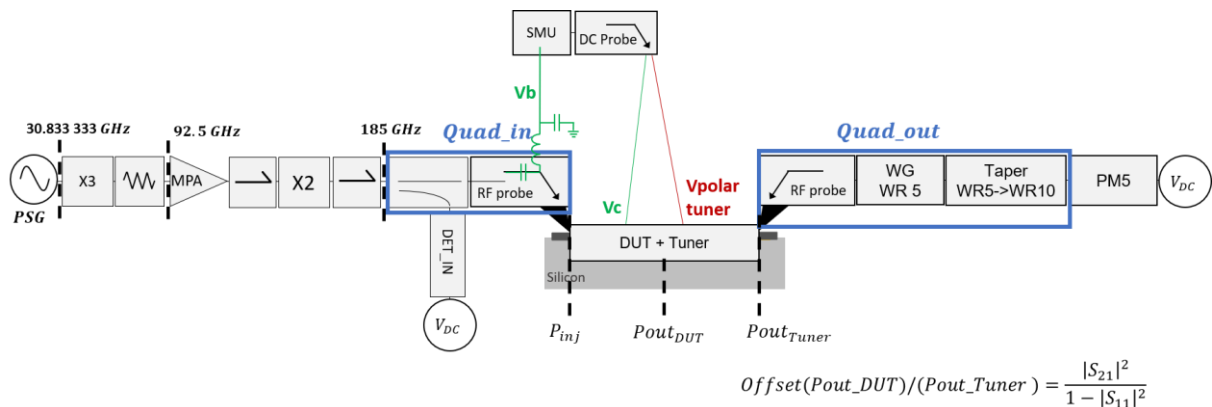 SMU
DC Probe
Vb
30.833 333 GHz
92.5 GHz
185 GHz
Quad_in
Quad_out
X3
MPA
X2
RF probe
RF probe
WG
WR 5
Taper
WR5->WR10
PM5
V_DC
PSG
Vc
Vpolar
tuner
DET_IN
DUT + Tuner
Silicon
V_DC
P_inj
Pout_DUT
Pout_Tuner
Offset(Pout_DUT)/(Pout_Tuner) = |S_21|^2 / 1 − |S_11|^2